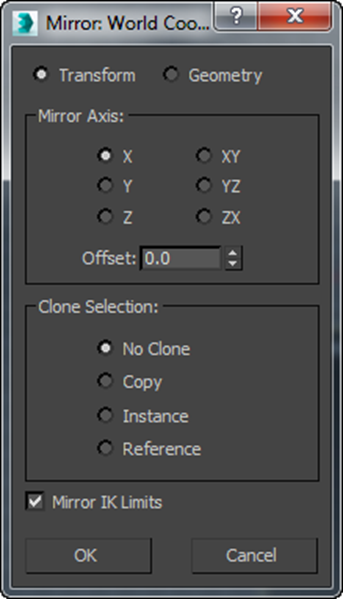 Mirror: World Coo...
?
Transform Geometry
Mirror Axis:
X XY
Y YZ
Z ZX
Offset: 0.0
Clone Selection:
No Clone
Copy
Instance
Reference
Mirror IK Limits
OK Cancel